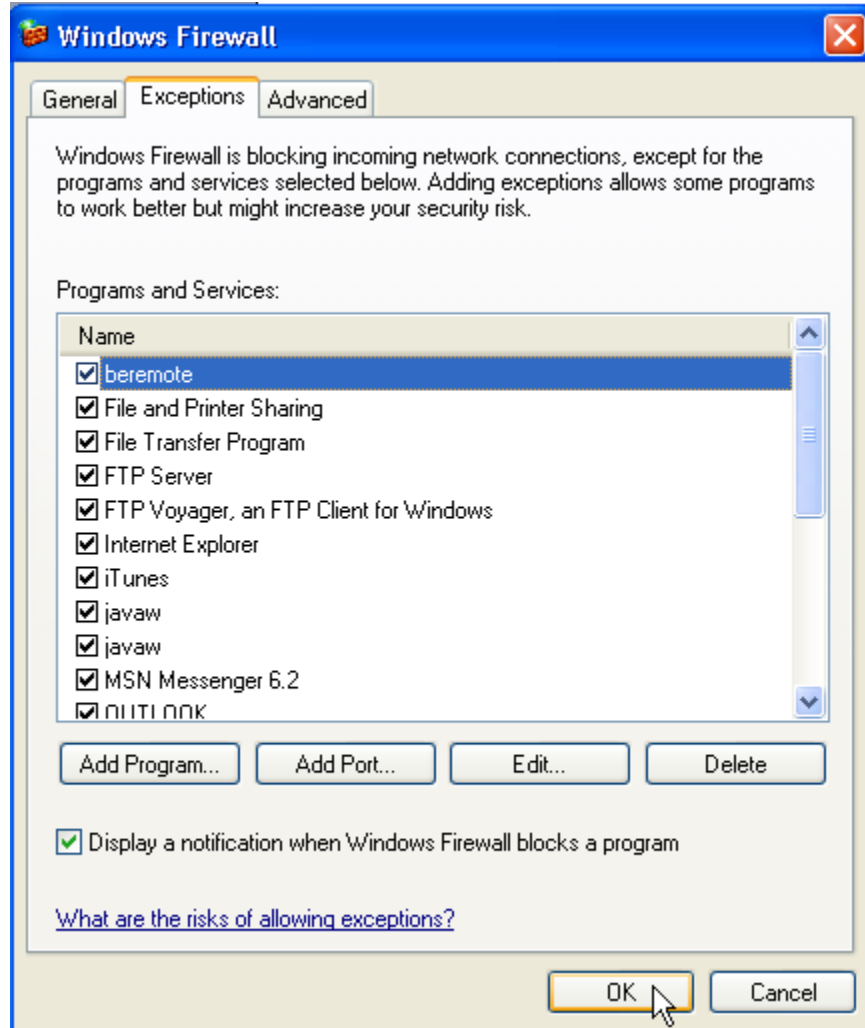 Windows Firewall
General Exceptions Advanced
Windows Firewall is blocking incoming network connections, except for the
programs and services selected below. Adding exceptions allows some programs
to work better but might increase your security risk.
Programs and Services:
Name
beremote
File and Printer Sharing
File Transfer Program
FTP Server
FTP Voyager, an FTP Client for Windows
Internet Explorer
iTunes
javaw
javaw
MSN Messenger 6.2
OUTLOOK
Add Program... Add Port... Edit... Delete
Display a notification when Windows Firewall blocks a program
What are the risks of allowing exceptions?
OK Cancel